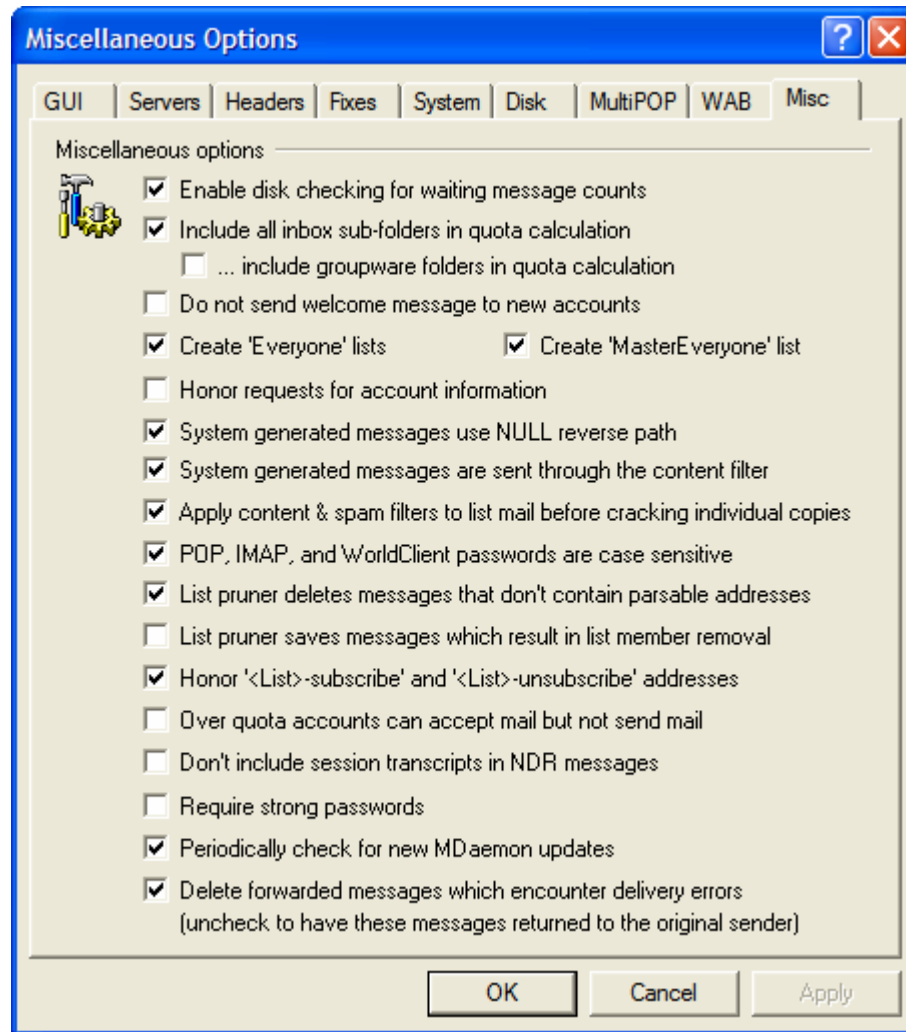 Miscellaneous Options
GUI Servers Headers Fixes System Disk MultiPOP WAB Misc
Miscellaneous options
Enable disk checking for waiting message counts
Include all inbox sub-folders in quota calculation
... include groupware folders in quota calculation
Do not send welcome message to new accounts
Create 'Everyone' lists Create 'MasterEveryone' list
Honor requests for account information
System generated messages use NULL reverse path
System generated messages are sent through the content filter
Apply content & spam filters to list mail before cracking individual copies
POP, IMAP, and WorldClient passwords are case sensitive
List pruner deletes messages that don't contain parsable addresses
List pruner saves messages which result in list member removal
Honor '<List>-subscribe' and '<List>-unsubscribe' addresses
Over quota accounts can accept mail but not send mail
Don't include session transcripts in NDR messages
Require strong passwords
Periodically check for new MDaemon updates
Delete forwarded messages which encounter delivery errors
(uncheck to have these messages returned to the original sender)
OK Cancel Apply